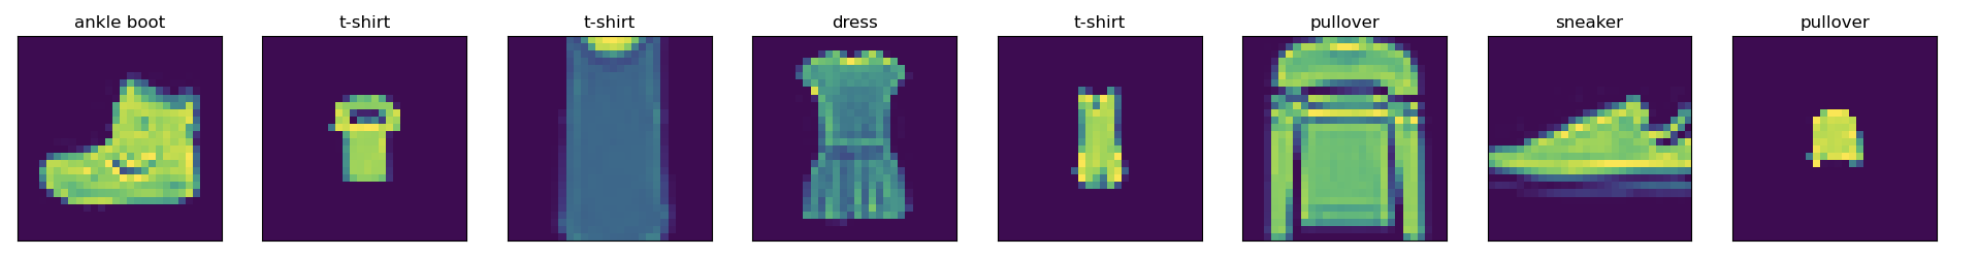 ankle boot
t-shirt
t-shirt
dress
t-shirt
pullover
sneaker
pullover